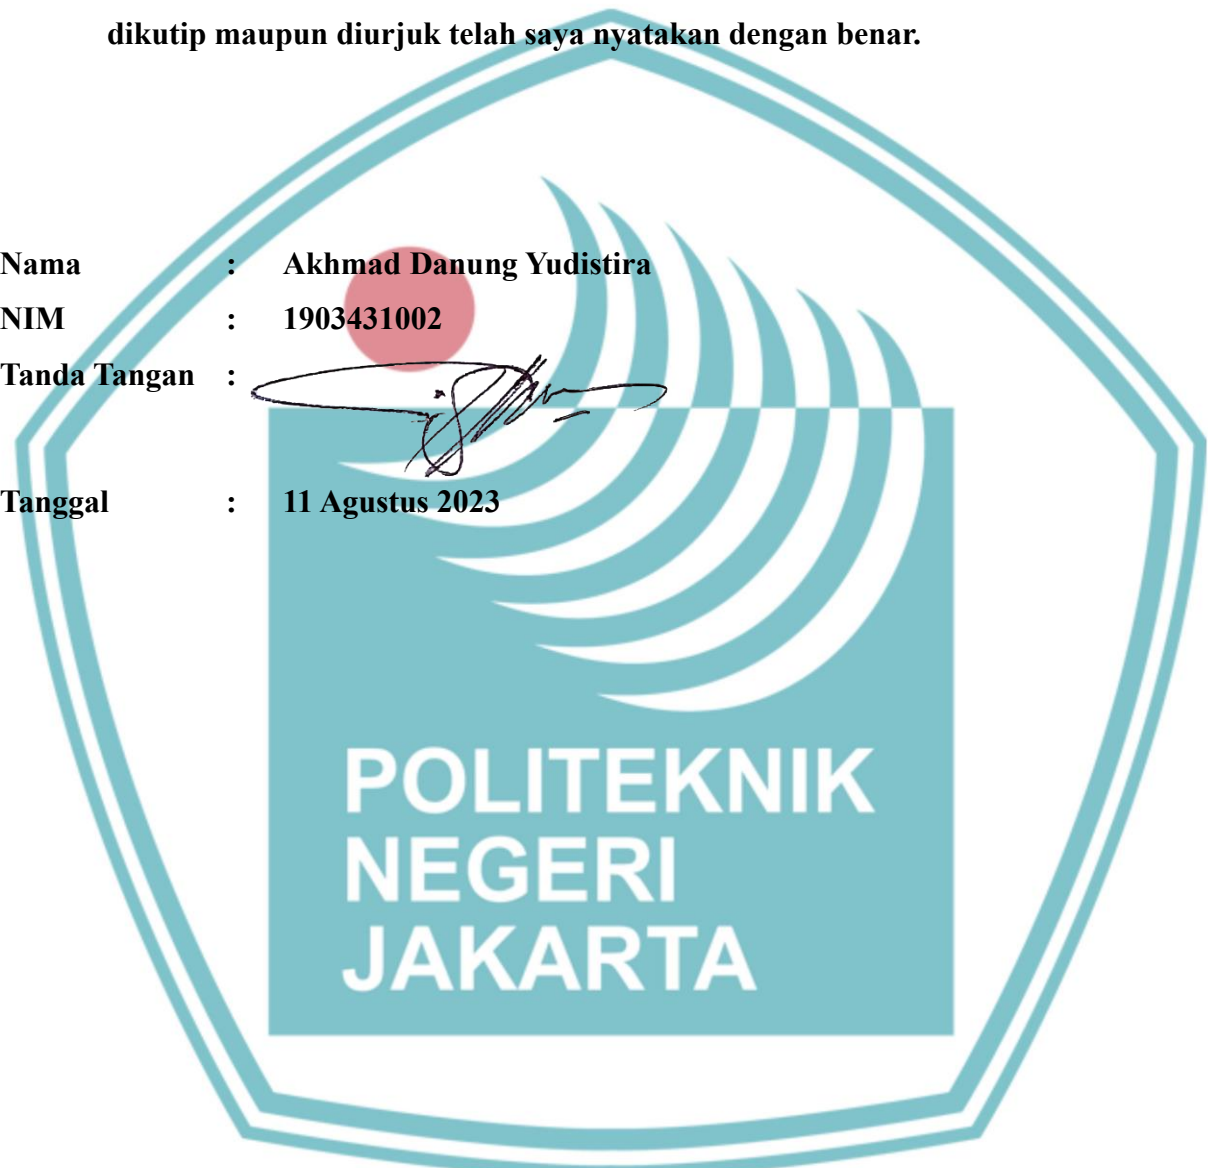 dikutip maupun diurjuk telah saya nyatakan dengan benar.
Nama : Akhmad Danung Yudistira
NIM : 1903431002
Tanda Tangan :
Tanggal : 11 Agustus 2023
POLITEKNIK
NEGERI
JAKARTA